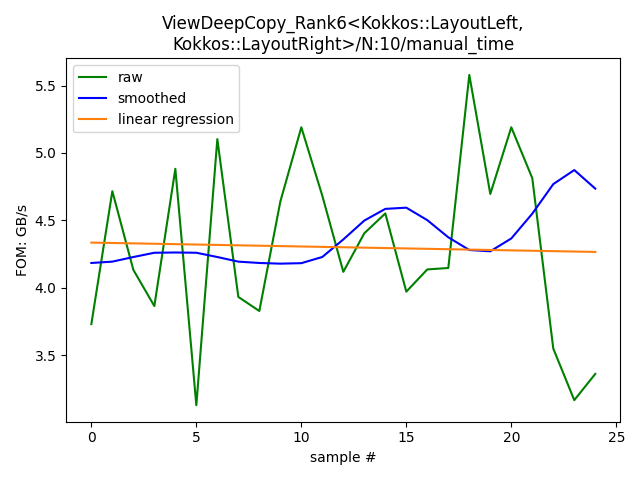 ViewDeepCopy_Rank6<Kokkos::LayoutLeft,
Kokkos::LayoutRight>/N:10/manual_time
raw
smoothed
linear regression
FOM: GB/s
5.5
5.0
4.5
4.0
3.5
0 5 10 15 20 25
sample #